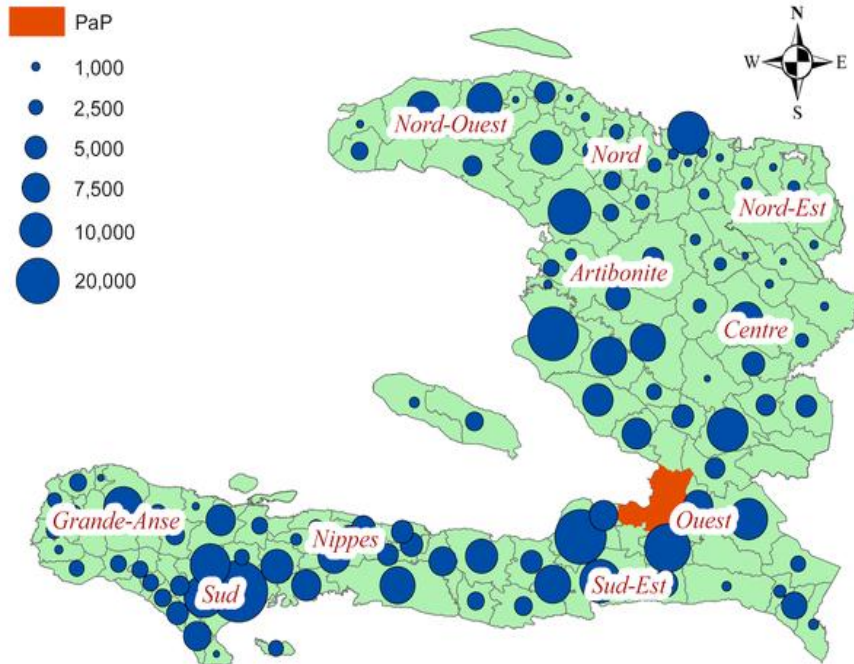 PaP
1,000
2,500
5,000
7,500
10,000
20,000
N
W
E
S
Nord-Ouest
Nord
Nord-Est
Artibonite
Centre
Grande-Anse
Nippes
Ouest
Sud
Sud-Est